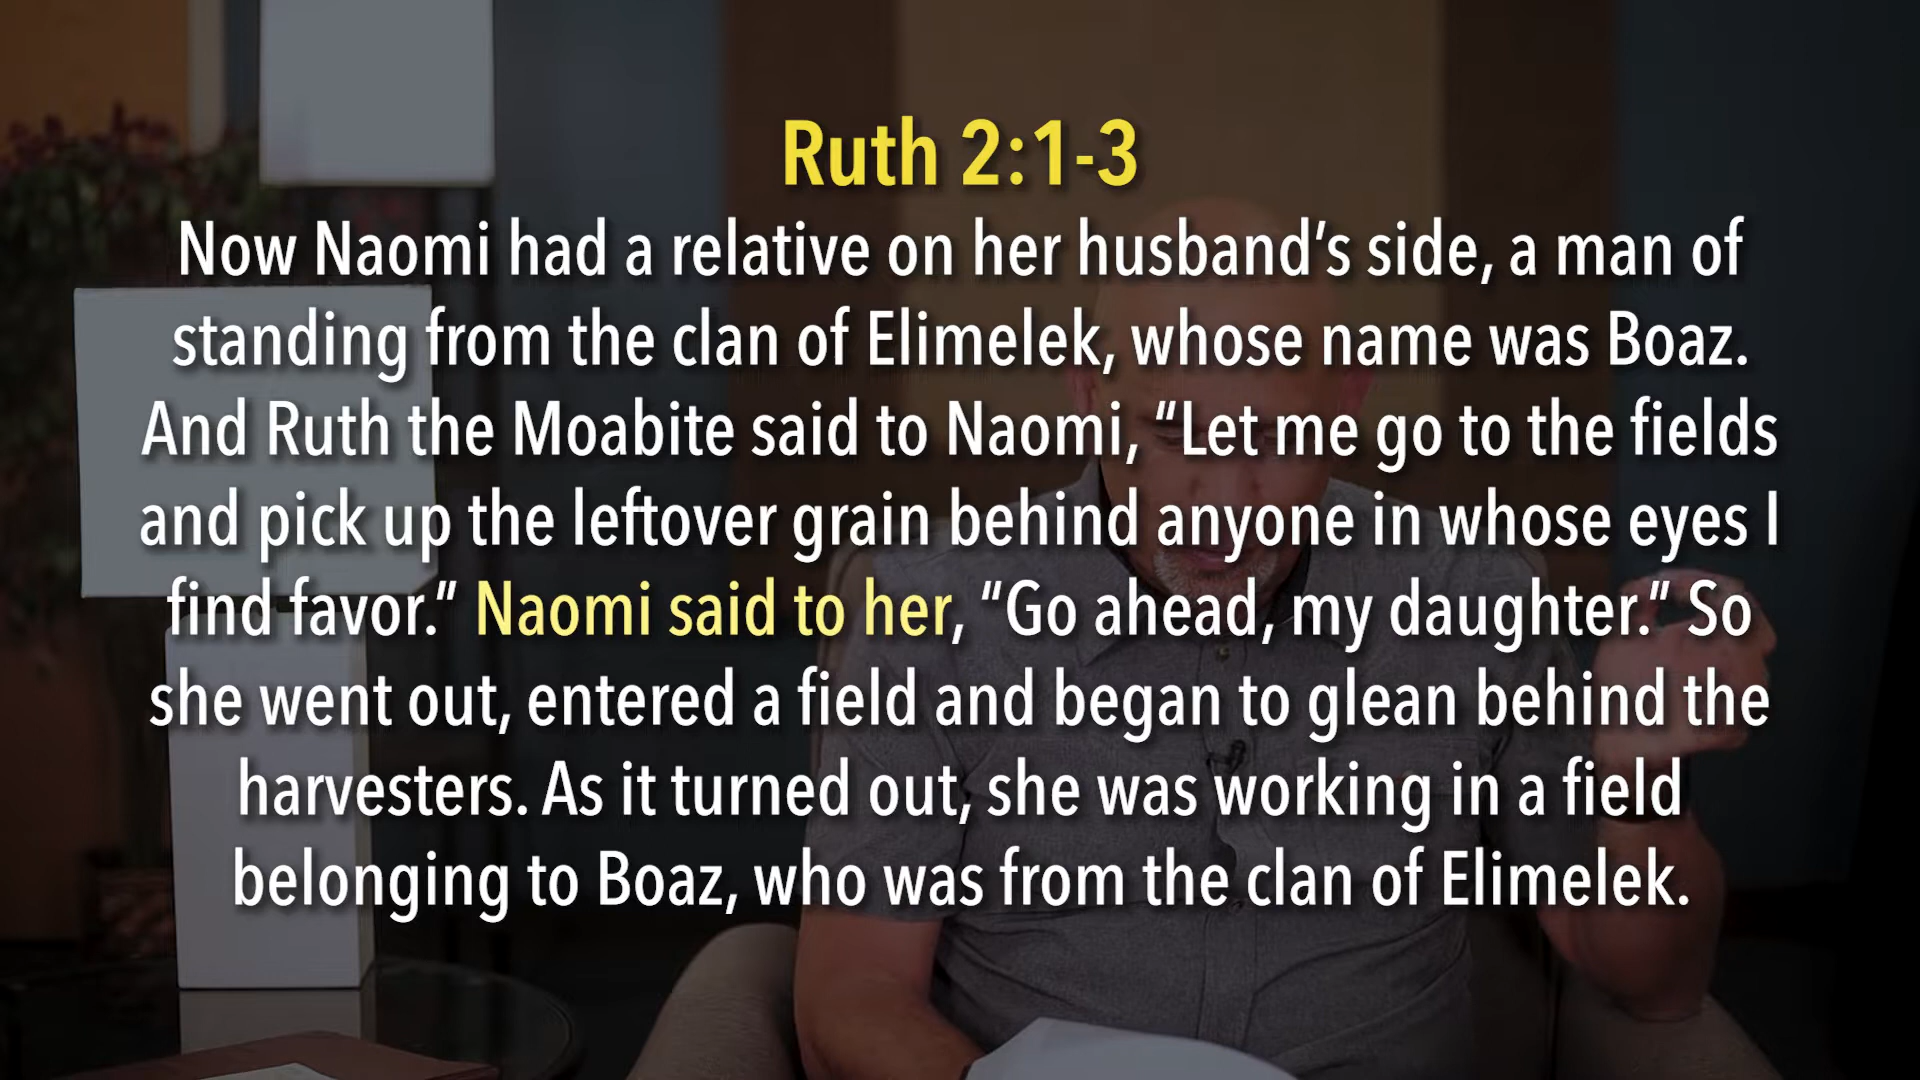 Ruth 2:1-3
Now Naomi had a relative on her husband’s side, a man of
standing from the clan of Elimelek, whose name was Boaz.
And Ruth the Moabite said to Naomi, “Let me go to the fields
and pick up the leftover grain behind anyone in whose eyes I
find favor.” Naomi said to her, “Go ahead, my daughter.” So
she went out, entered a field and began to glean behind the
harvesters. As it turned out, she was working in a field
belonging to Boaz, who was from the clan of Elimelek.